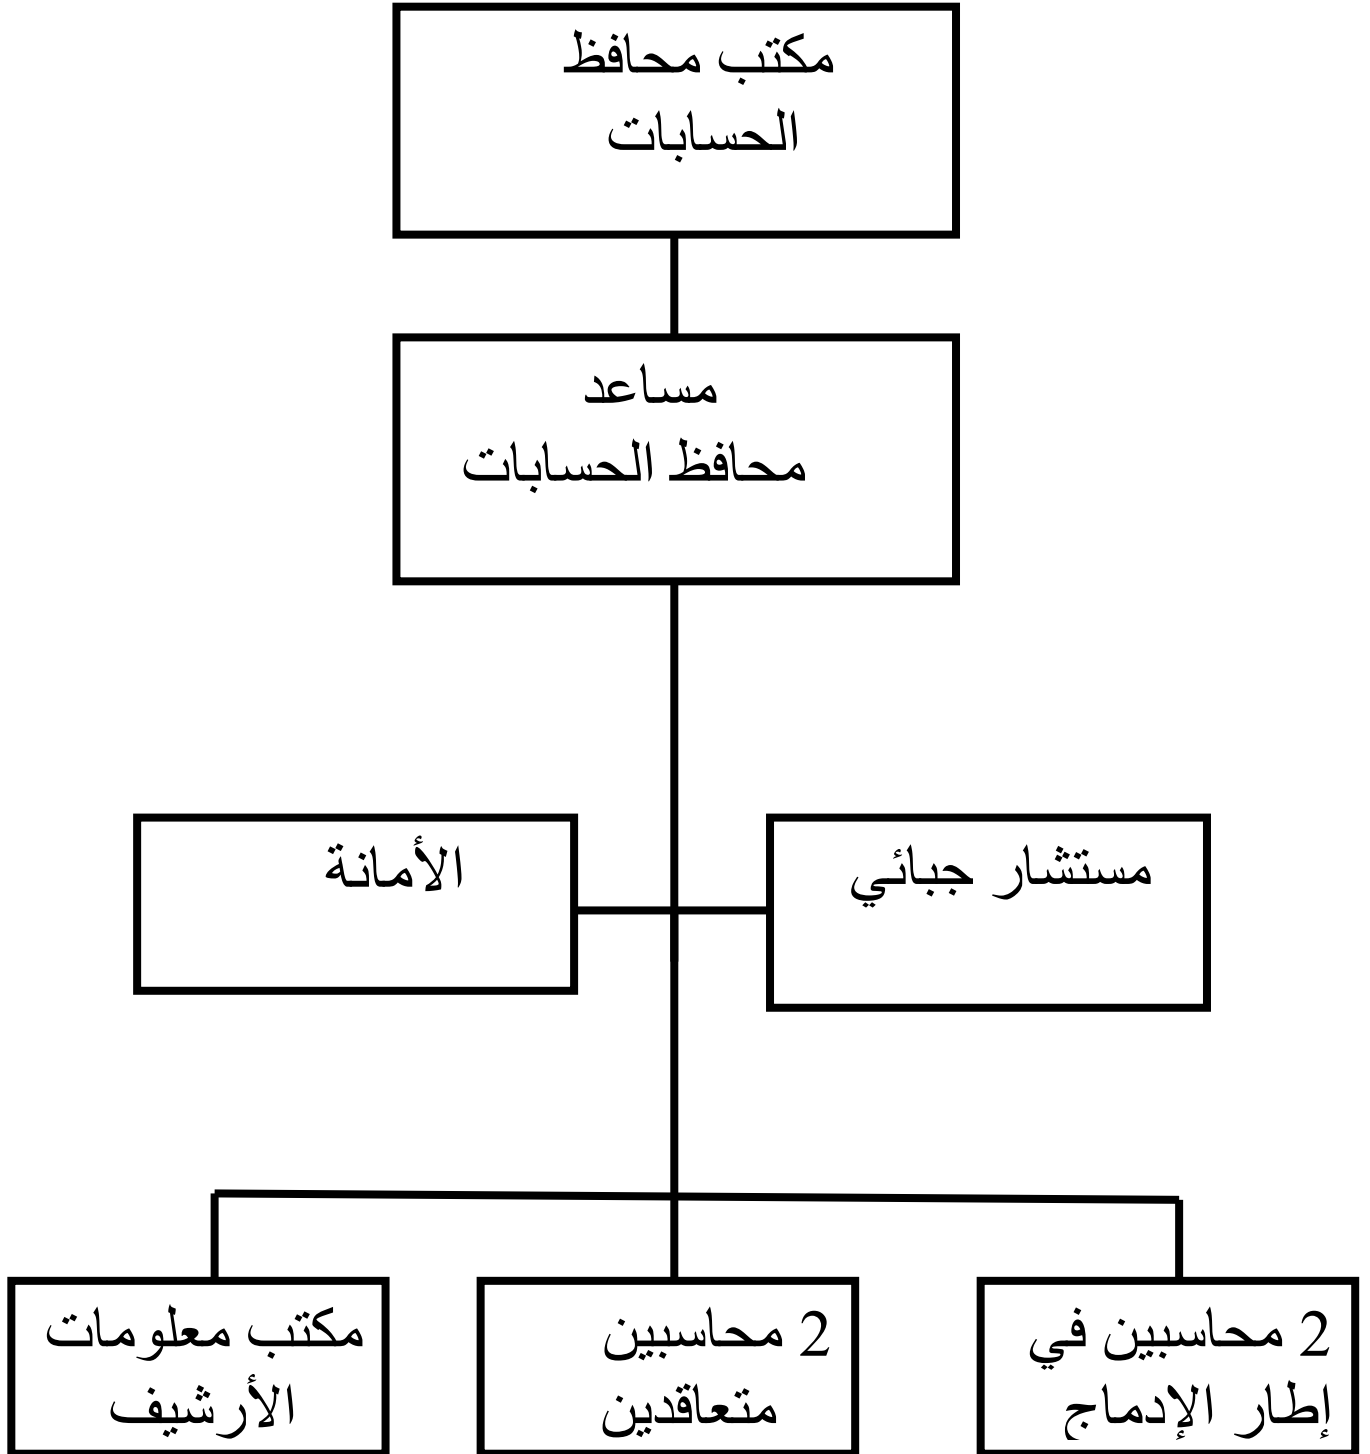 مكتب محافظ
الحسابات
مساعد
محافظ الحسابات
مستشار جبائي
الأمانة
2 محاسبين في
إطار الإدماج
2 محاسبين
متعاقدين
مكتب معلومات
الأرشيف